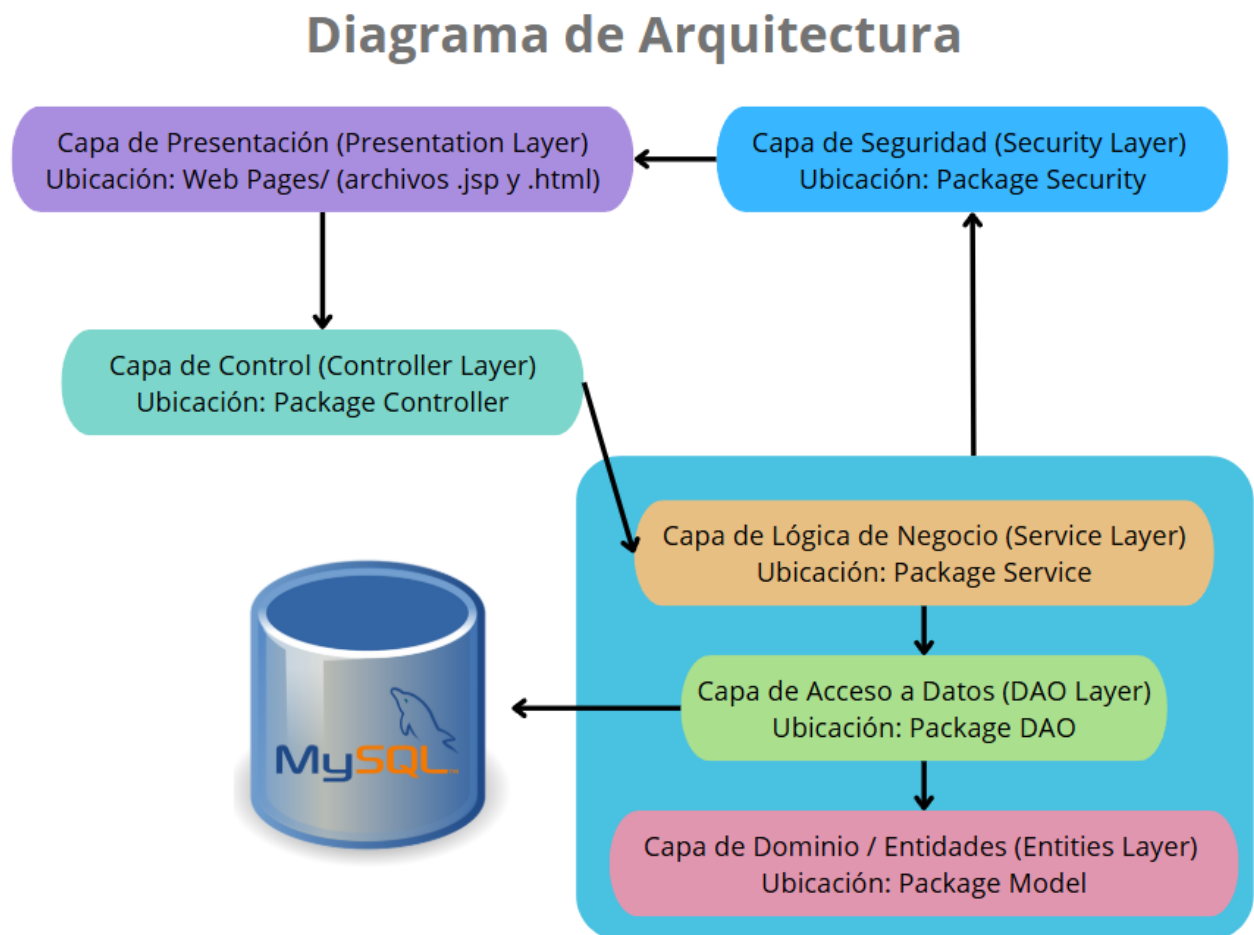 Diagrama de Arquitectura
Capa de Presentación (Presentation Layer)
Ubicación: Web Pages/ (archivos .jsp y .html)
Capa de Seguridad (Security Layer)
Ubicación: Package Security
Capa de Control (Controller Layer)
Ubicación: Package Controller
Capa de Lógica de Negocio (Service Layer)
Ubicación: Package Service
Capa de Acceso a Datos (DAO Layer)
Ubicación: Package DAO
MySQL
Capa de Dominio / Entidades (Entities Layer)
Ubicación: Package Model